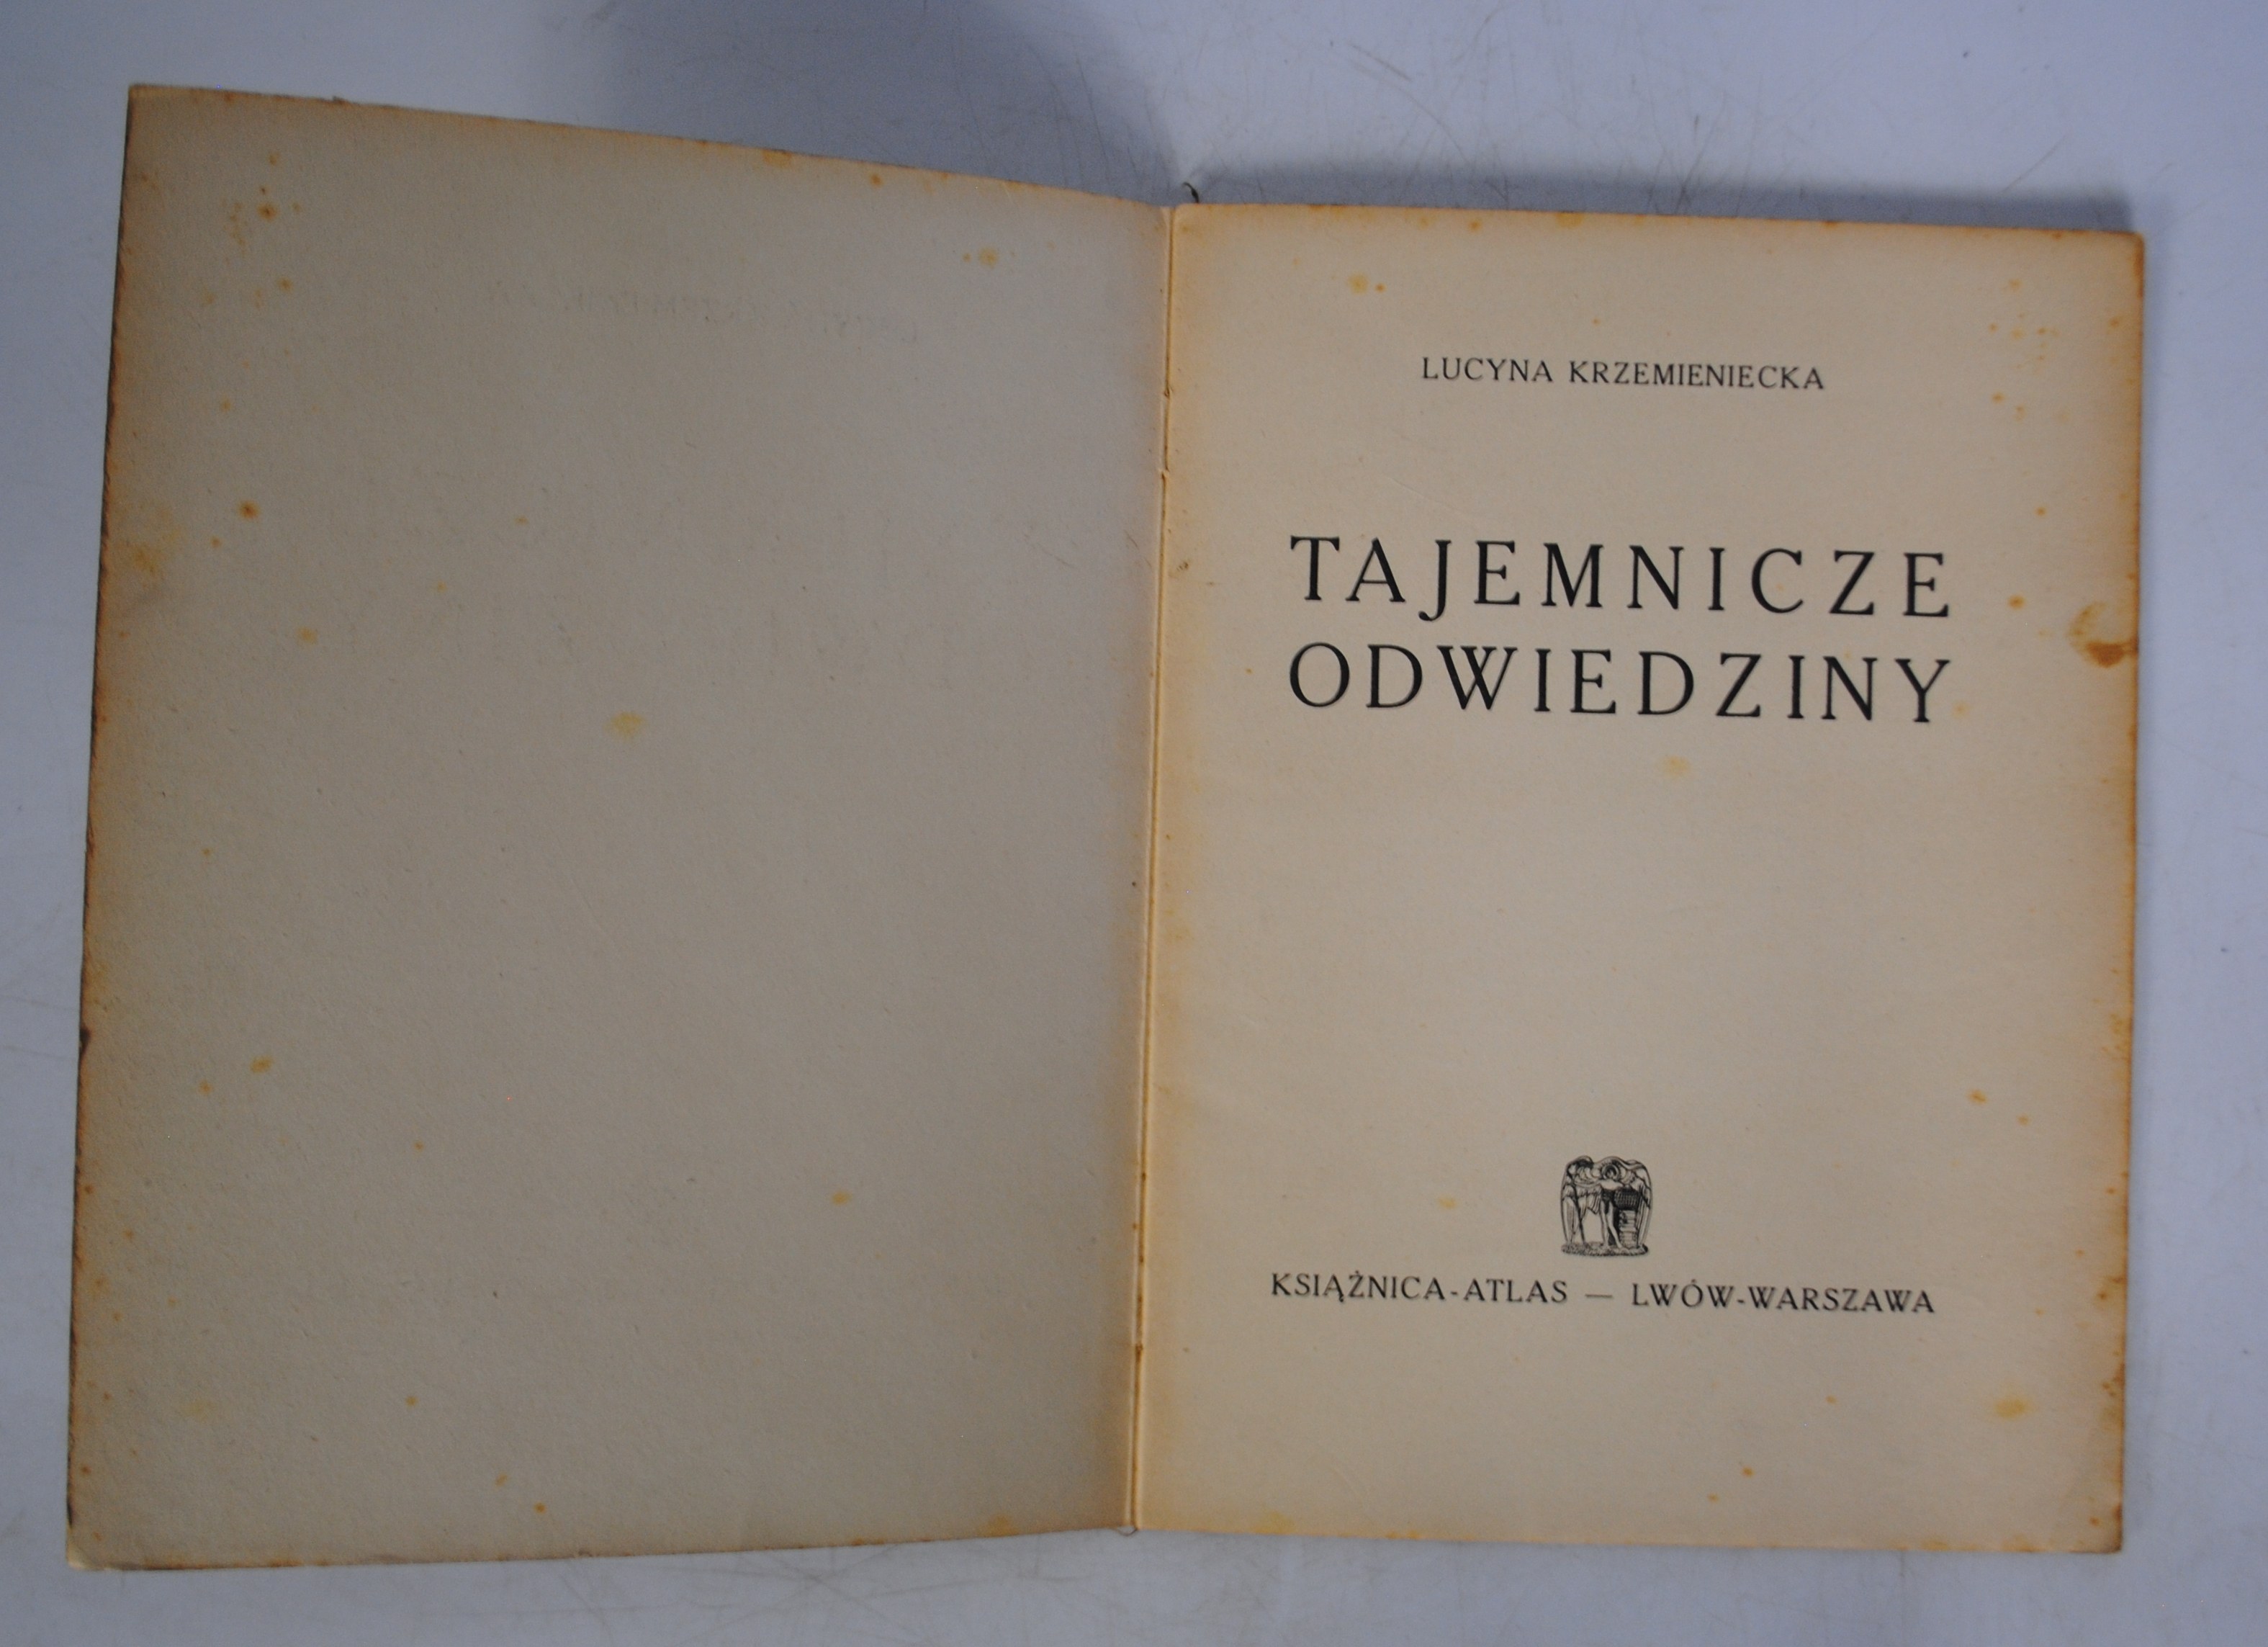 LUCYNA KRZEMIENIECKA
TAJEMNICZE
ODWIEDZINY
KSIĄŻNICA-ATLAS — LWÓW-WARSZAWA